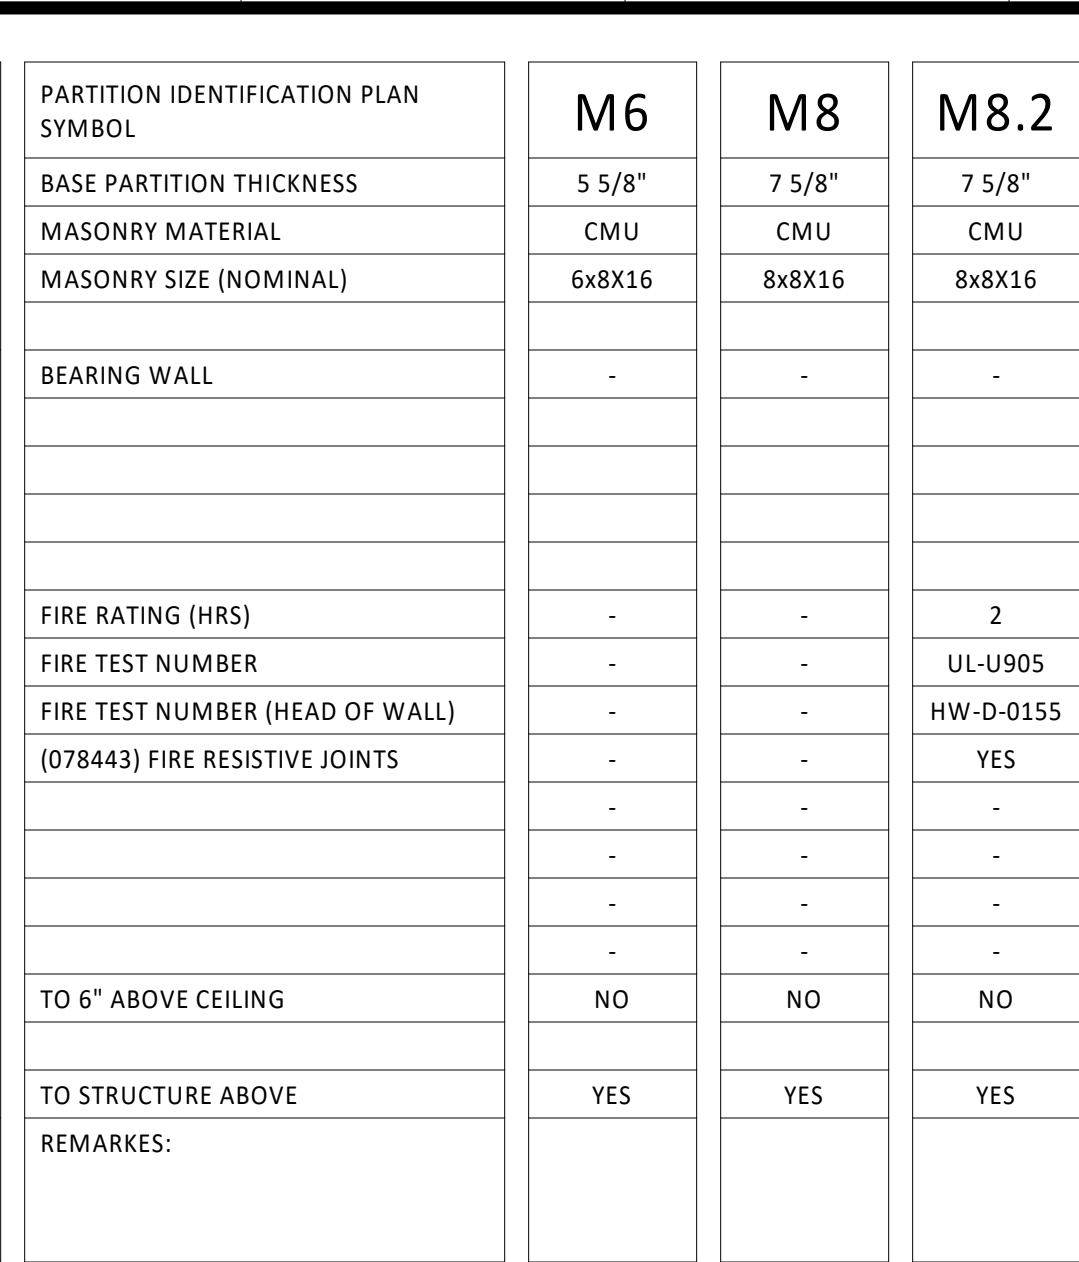 PARTITION IDENTIFICATION PLAN
SYMBOL M6 M8 M8.2
BASE PARTITION THICKNESS 5 5/8" 7 5/8" 7 5/8"
MASONRY MATERIAL CMU CMU CMU
MASONRY SIZE (NOMINAL) 6x8X16 8x8X16 8x8X16
BEARING WALL - - -
FIRE RATING (HRS) - - 2
FIRE TEST NUMBER - - UL-U905
FIRE TEST NUMBER (HEAD OF WALL) - - HW-D-0155
(078443) FIRE RESISTIVE JOINTS - - YES
- - -
- - -
- - -
- - -
TO 6" ABOVE CEILING NO NO NO
TO STRUCTURE ABOVE YES YES YES
REMARKES: